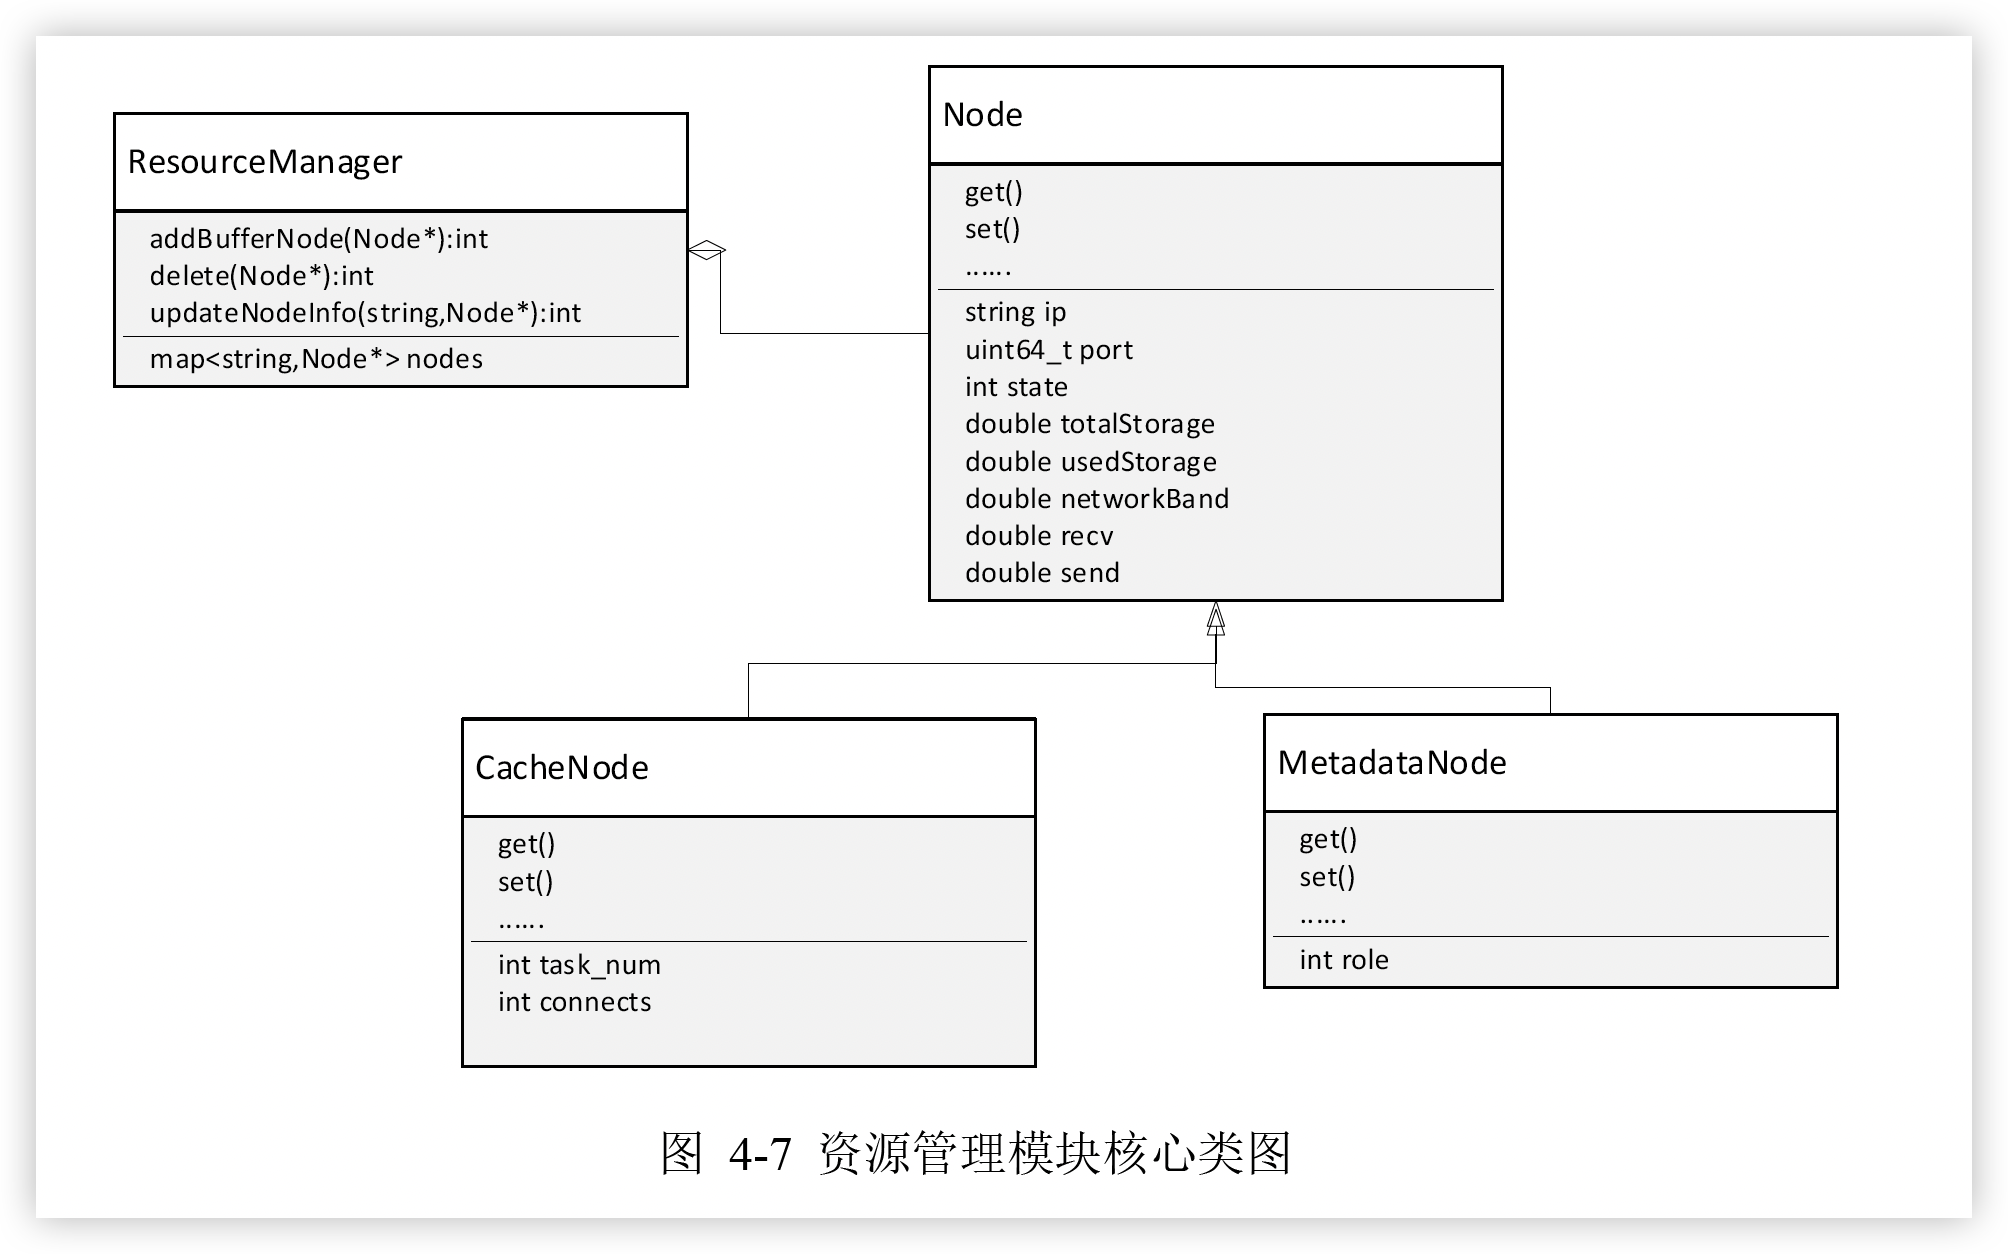 ResourceManager
addBufferNode(Node*):int
delete(Node*):int
updateNodeInfo(string,Node*):int
map<string,Node*> nodes
Node
get()
set()
......
string ip
uint64_t port
int state
double totalStorage
double usedStorage
double networkBand
double recv
double send
CacheNode
get()
set()
......
int task_num
int connects
MetadataNode
get()
set()
......
int role
图 4-7 资源管理模块核心类图